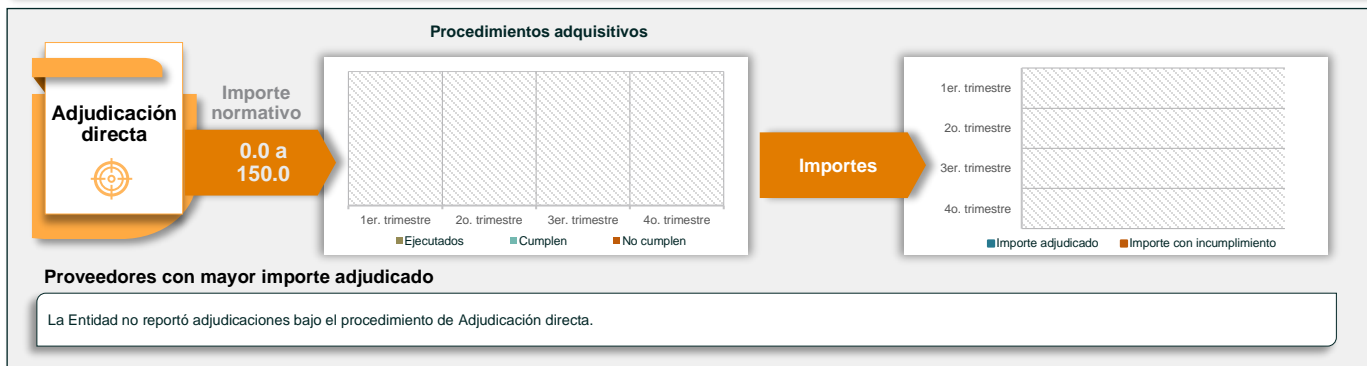 Procedimientos adquisitivos
Adjudicación
directa
Importe
normativo
0.0 a
150.0
1er. trimestre 2o. trimestre 3er. trimestre 4o. trimestre
Ejecutados Cumplen No cumplen
Importes
1er. trimestre
2o. trimestre
3er. trimestre
4o. trimestre
Importe adjudicado Importe con incumplimiento
Proveedores con mayor importe adjudicado
La Entidad no reportó adjudicaciones bajo el procedimiento de Adjudicación directa.